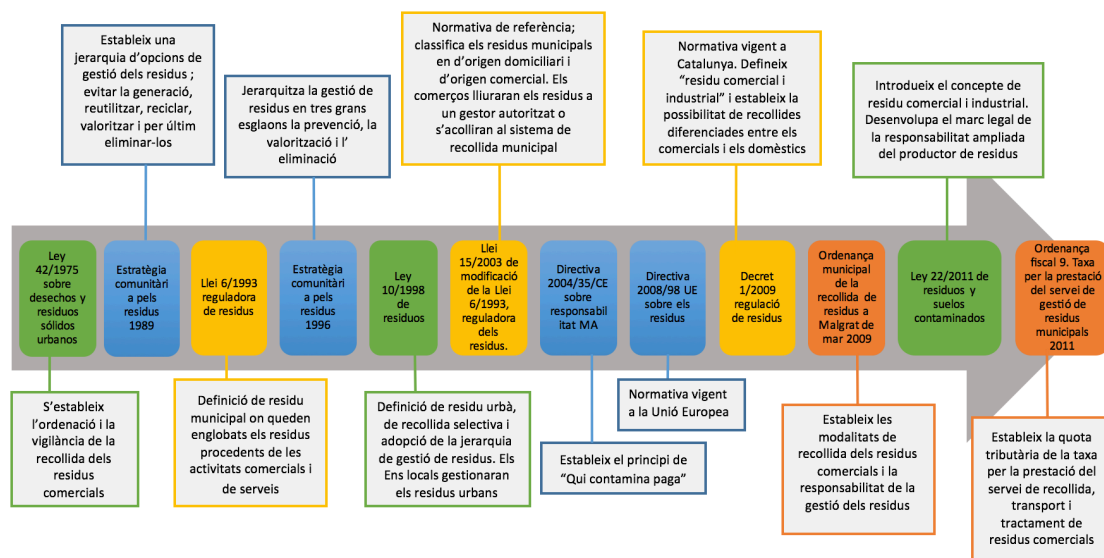 Estableix una
jerarquia d’opcions de
gestió dels residus ;
evitar la generació,
reutilitzar, reciclar,
valoritzar i per últim
eliminar-los
Jerarquitza la gestió de
residus en tres grans
esglaons la prevenció, la
valorització i l’
eliminació
Normativa de referència;
classifica els residus municipals
en d’origen domiciliari i
d’origen comercial. Els
comerços lliuraran els residus a
un gestor autoritzat o
s’acolliran al sistema de
recollida municipal
Normativa vigent a
Catalunya. Defineix
“residu comercial i
industrial” i estableix la
possibilitat de recollides
diferenciades entre els
comercials i els domèstics
Introdueix el concepte de
residu comercial i industrial.
Desenvolupa el marc legal de
la responsabilitat ampliada
del productor de residus
Ley
42/1975
sobre
desechos y
residuos
sólidos
urbanos
Estratègia
comunitàri
a pels
residus 1989
Llei 6/1993
reguladora
de residus
Estratègia
comunitàri
a pels
residus
1996
Ley
10/1998
de
residuos
Llei
15/2003 de
modificació
de la Llei
6/1993,
reguladora
dels
residus.
Directiva
2004/35/CE
sobre
responsabil
itat MA
Directiva
2008/98 UE
sobre els
residus
Decret
1/2009
regulació
de residus
Ordenança
municipal
de la
recollida de
residus a
Malgrat de
mar 2009
Ley 22/2011 de
residuos y
suelos
contaminados
Ordenança
fiscal 9. Taxa
per la prestació
del servei de
gestió de
residus
municipals
2011
S’estableix
l’ordenació i la
vigilància de la
recollida dels
residus
comercials
Definició de residu
municipal on queden
englobats els residus
procedents de les
activitats comercials i
de serveis
Definició de residu urbà,
de recollida selectiva i
adopció de la jerarquia
de gestió de residus. Els
Ens locals gestionaran
els residus urbans
Estableix el principi de
“Qui contamina paga”
Normativa vigent
a la Unió Europea
Estableix les
modalitats de
recollida dels residus
comercials i la
responsabilitat de la
gestió dels residus
Estableix la quota
tributària de la taxa
per la prestació del
servei de recollida,
transport i
tractament de
residus comercials